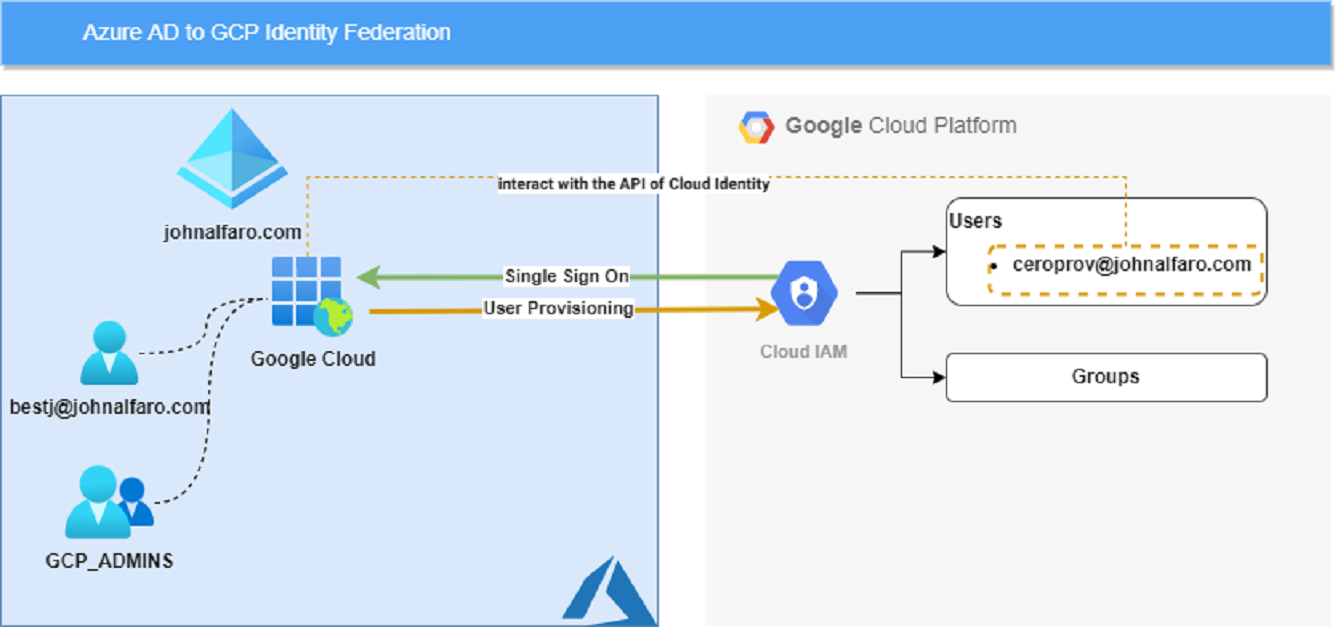 Azure AD to GCP Identity Federation
Google Cloud Platform
interact with the API of Cloud Identity
johnalfaro.com
Users
ceroprov@johnalfaro.com
Single Sign On
User Provisioning
Google Cloud
Cloud IAM
Groups
bestj@johnalfaro.com
GCP_ADMINS